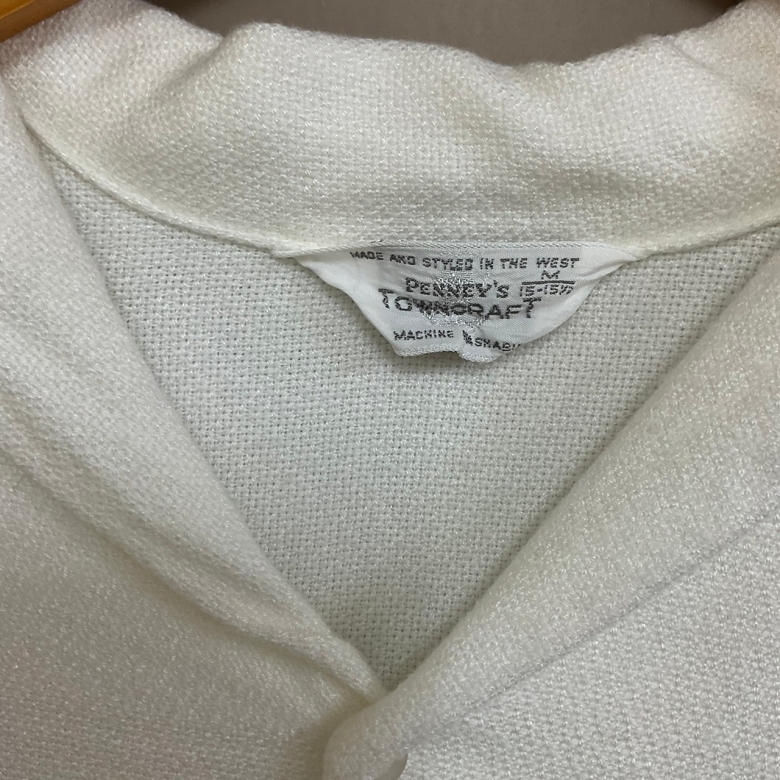 MADE AND STYLED IN THE WEST
M
PENNEY'S 15-15½
TOWNCRAFT
MACHINE WASHABLE